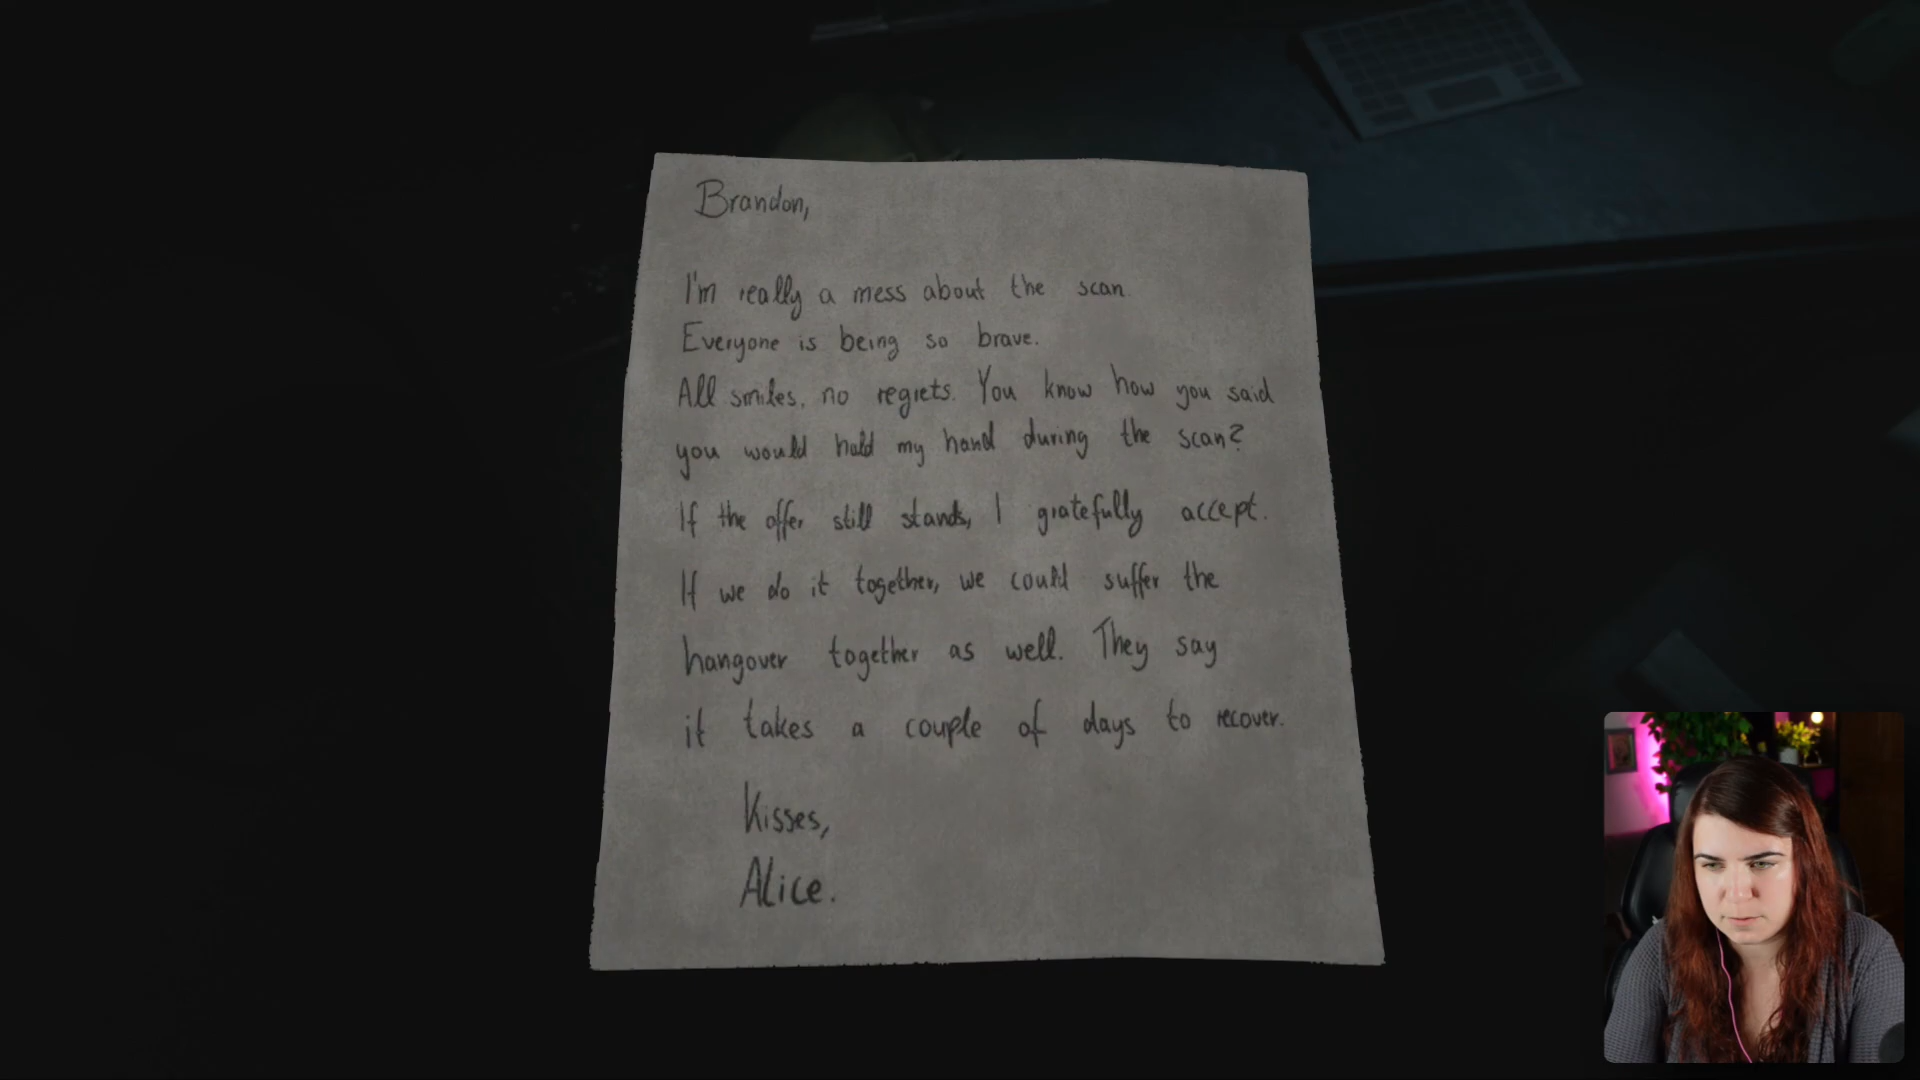 Brandon,
I'm really a mess about the scan.
Everyone is being so brave.
All smiles, no regrets. You know how you said
you would hold my hand during the scan?
If the offer still stands, I gratefully accept.
If we do it together, we could suffer the
hangover together as well. They say
it takes a couple of days to recover.
Kisses,
Alice.